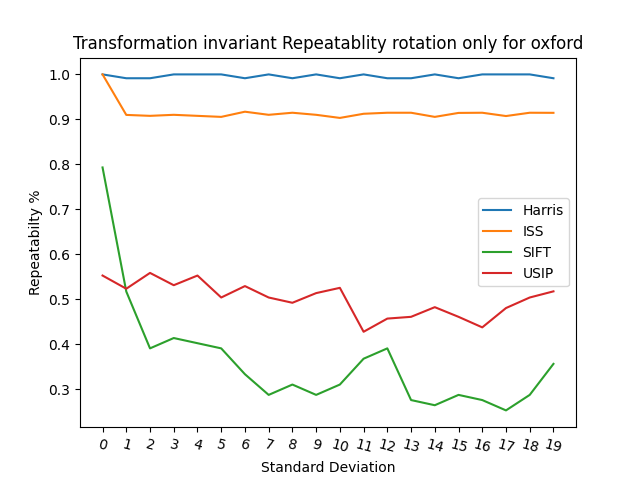 Transformation invariant Repeatablity rotation only for oxford
Repeatabilty %
1.0
0.9
0.8
0.7
0.6
0.5
0.4
0.3
Harris
ISS
SIFT
USIP
0 1 2 3 4 5 6 7 8 9 10 11 12 13 14 15 16 17 18 19
Standard Deviation